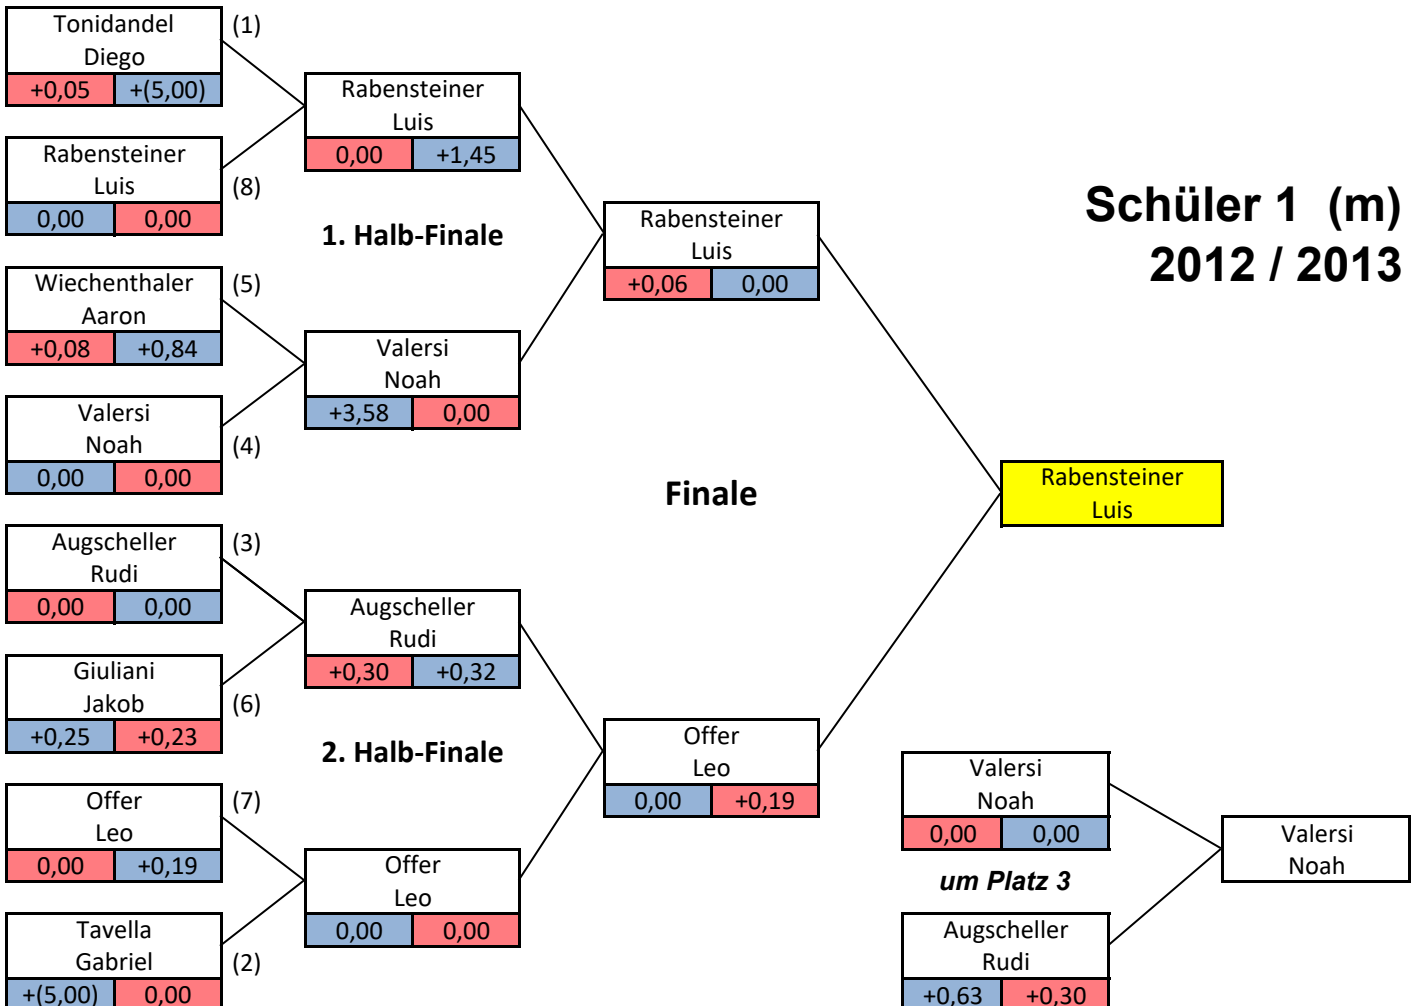 Tonidandel
Diego
(1)
+0,05 +(5,00)
Rabensteiner
Luis
(8)
0,00 0,00
Wiechenthaler
Aaron
(5)
+0,08 +0,84
Valersi
Noah
(4)
0,00 0,00
Augscheller
Rudi
(3)
0,00 0,00
Giuliani
Jakob
(6)
+0,25 +0,23
Offer
Leo
(7)
0,00 +0,19
Tavella
Gabriel
(2)
+(5,00) 0,00
Rabensteiner
Luis
0,00 +1,45
1. Halb-Finale
Valersi
Noah
+3,58 0,00
Augscheller
Rudi
+0,30 +0,32
2. Halb-Finale
Offer
Leo
0,00 0,00
Rabensteiner
Luis
+0,06 0,00
Finale
Offer
Leo
0,00 +0,19
Schüler 1 (m)
2012 / 2013
Rabensteiner
Luis
Valersi
Noah
0,00 0,00
um Platz 3
Augscheller
Rudi
+0,63 +0,30
Valersi
Noah